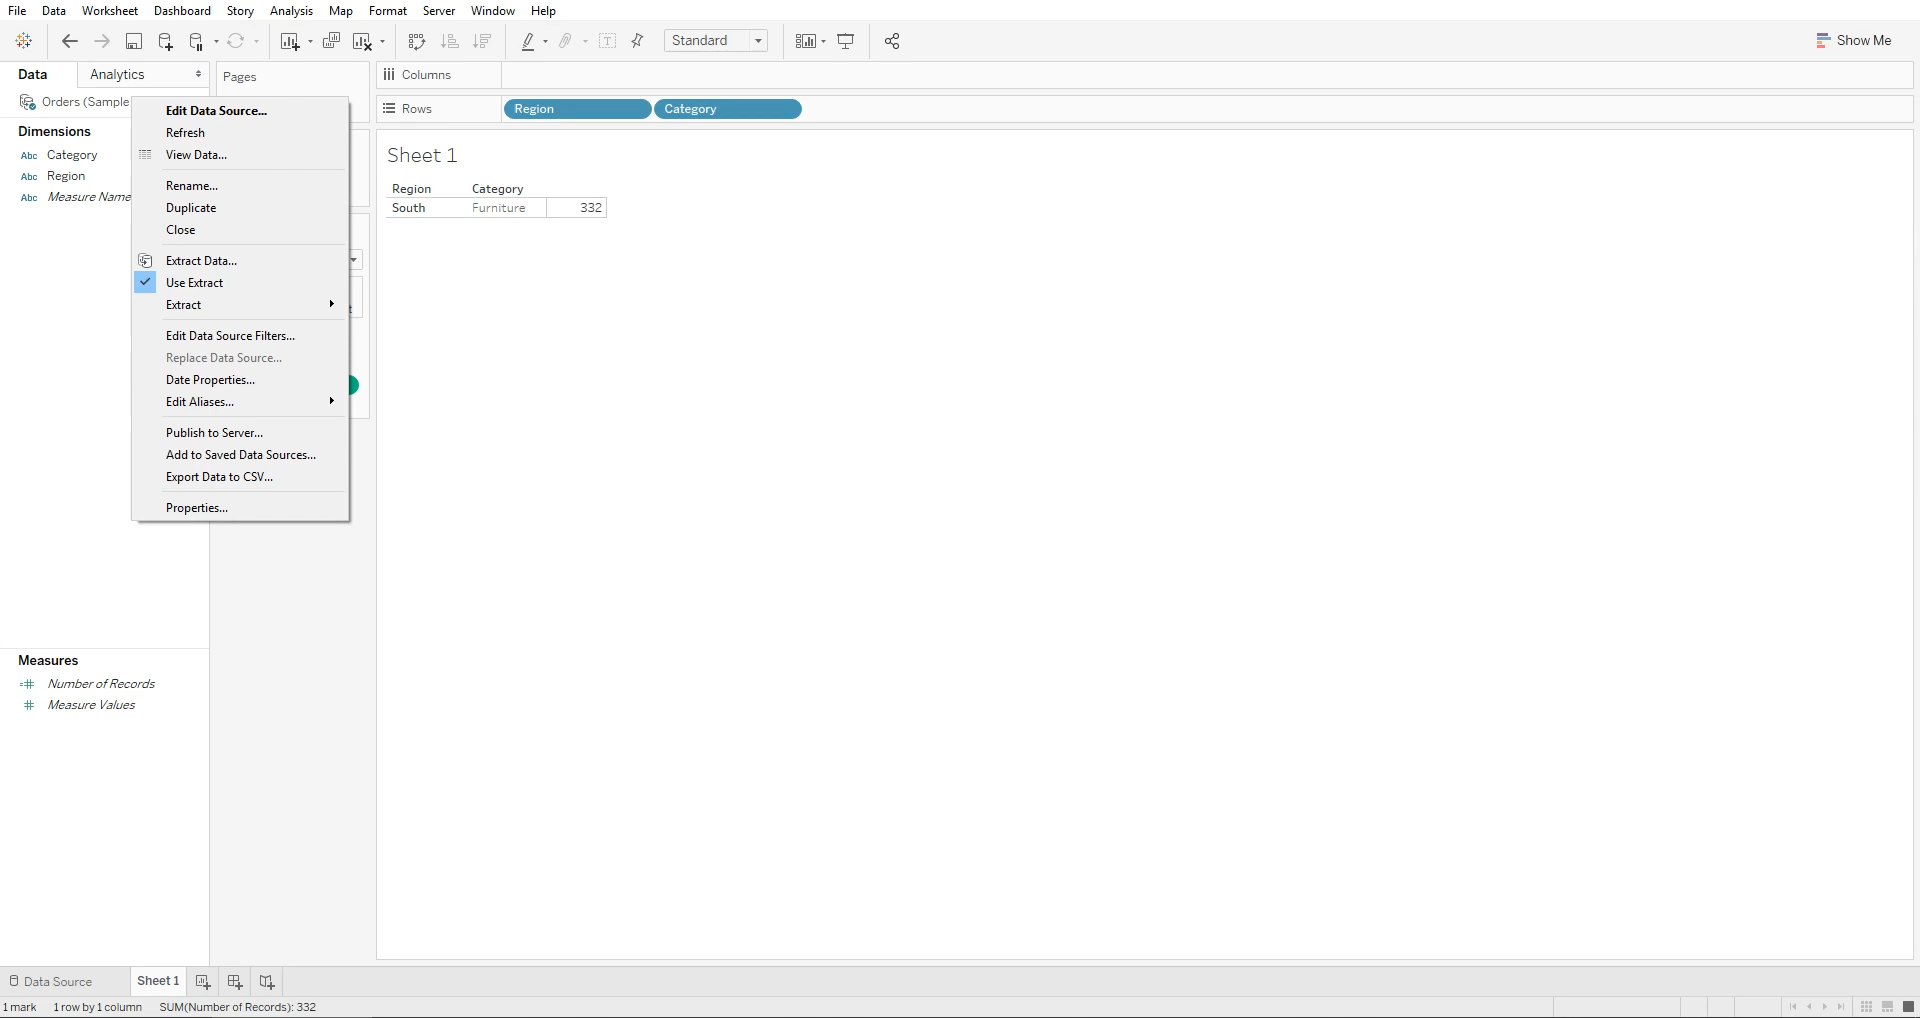 File Data Worksheet Dashboard Story Analysis Map Format Server Window Help
Standard
Show Me
Data Analytics
Pages
Columns
Orders (Sample
Rows Region Category
Dimensions
Abc Category
Abc Region
Abc Measure Name
Edit Data Source...
Refresh
View Data...
Rename...
Duplicate
Close
Extract Data...
Use Extract
Extract
Edit Data Source Filters...
Replace Data Source...
Date Properties...
Edit Aliases...
Publish to Server...
Add to Saved Data Sources...
Export Data to CSV...
Properties...
Sheet 1
Region Category
South Furniture 332
Measures
=# Number of Records
# Measure Values
Data Source Sheet 1
1 mark 1 row by 1 column SUM(Number of Records): 332